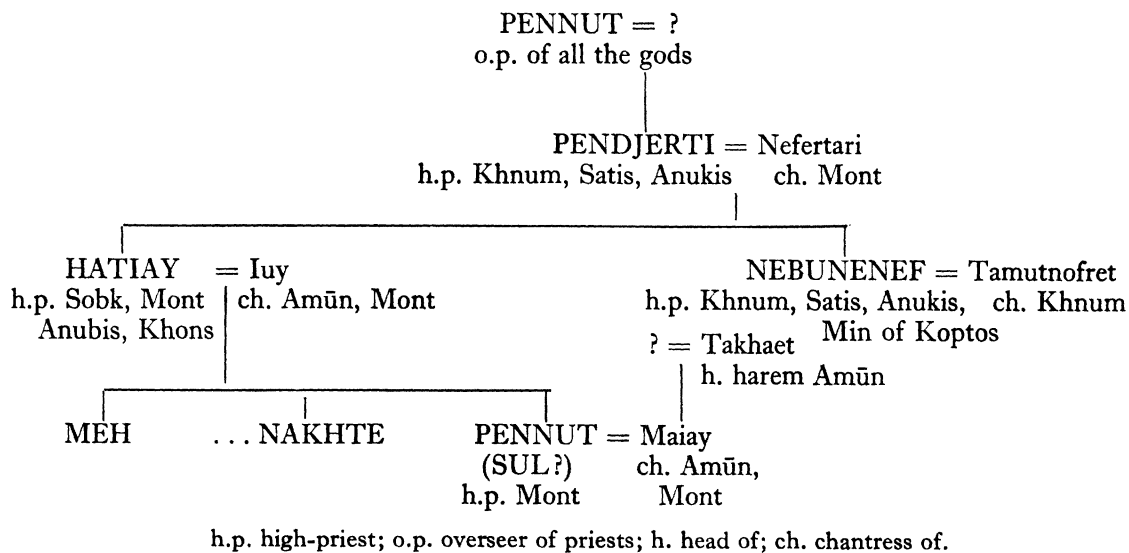 PENNUT = ?
o.p. of all the gods
PENDJERTI = Nefertari
h.p. Khnum, Satis, Anukis ch. Mont
HATIAY = Iuy
h.p. Sobk, Mont ch. Amūn, Mont
Anubis, Khons
NEBUNENEF = Tamutnofret
h.p. Khnum, Satis, Anukis, ch. Khnum
Min of Koptos
? = Takhaet
h. harem Amūn
MEH ... NAKHTE PENNUT = Maiay
(SUL?) ch. Amūn,
h.p. Mont Mont
h.p. high-priest; o.p. overseer of priests; h. head of; ch. chantress of.